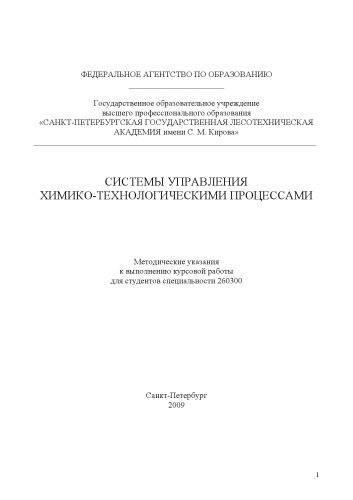 ФЕДЕРАЛЬНОЕ АГЕНТСТВО ПО ОБРАЗОВАНИЮ
Государственное образовательное учреждение
высшего профессионального образования
«САНКТ-ПЕТЕРБУРГСКАЯ ГОСУДАРСТВЕННАЯ ЛЕСОТЕХНИЧЕСКАЯ
АКАДЕМИЯ имени С. М. Кирова»
СИСТЕМЫ УПРАВЛЕНИЯ
ХИМИКО-ТЕХНОЛОГИЧЕСКИМИ ПРОЦЕССАМИ
Методические указания
к выполнению курсовой работы
для студентов специальности 260300
Санкт-Петербург
2009
1